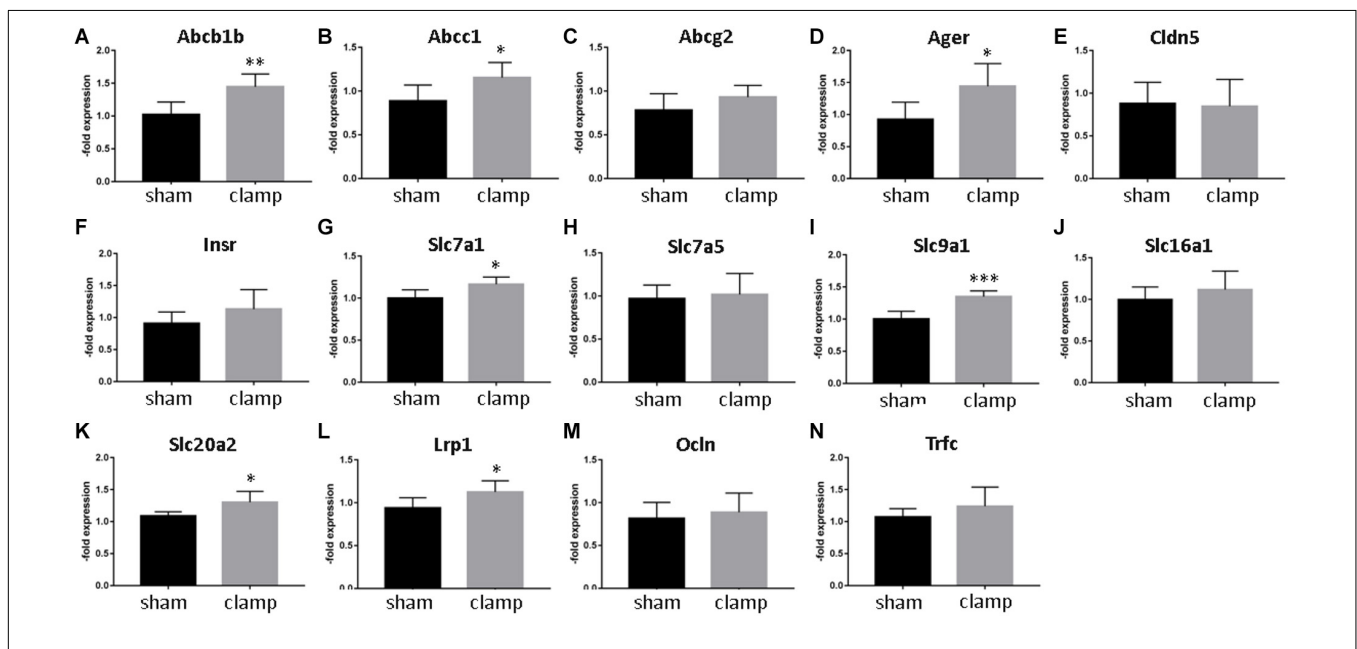 A Abcb1b
2.0
**
1.5
1.0
0.5
0.0
-fold expression
sham clamp
B Abcc1
1.5
*
1.0
0.5
0.0
-fold expression
sham clamp
C Abcg2
1.5
1.0
0.5
0.0
-fold expression
sham clamp
D Ager
2.0
*
1.5
1.0
0.5
0.0
-fold expression
sham clamp
E Cldn5
1.5
1.0
0.5
0.0
-fold expression
sham clamp
F Insr
2.0
1.5
1.0
0.5
0.0
-fold expression
sham clamp
G Slc7a1
1.5
*
1.0
0.5
0.0
-fold expression
sham clamp
H Slc7a5
1.5
1.0
0.5
0.0
-fold expression
sham clamp
I Slc9a1
2.0
***
1.5
1.0
0.5
0.0
-fold expression
sham clamp
J Slc16a1
1.5
1.0
0.5
0.0
-fold expression
sham clamp
K Slc20a2
2.0
*
1.5
1.0
0.5
0.0
-fold expression
sham clamp
L Lrp1
1.5
*
1.0
0.5
0.0
-fold expression
sham clamp
M Ocln
1.5
1.0
0.5
0.0
-fold expression
sham clamp
N Trfc
2.0
1.5
1.0
0.5
0.0
-fold expression
sham clamp